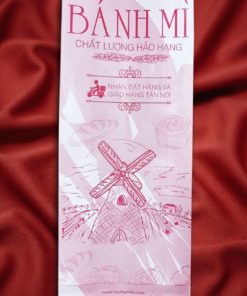 BÁNH MÌ
CHẤT LƯỢNG HẢO HẠNG
NHẬN ĐẶT HÀNG VÀ
GIAO HÀNG TẬN NƠI